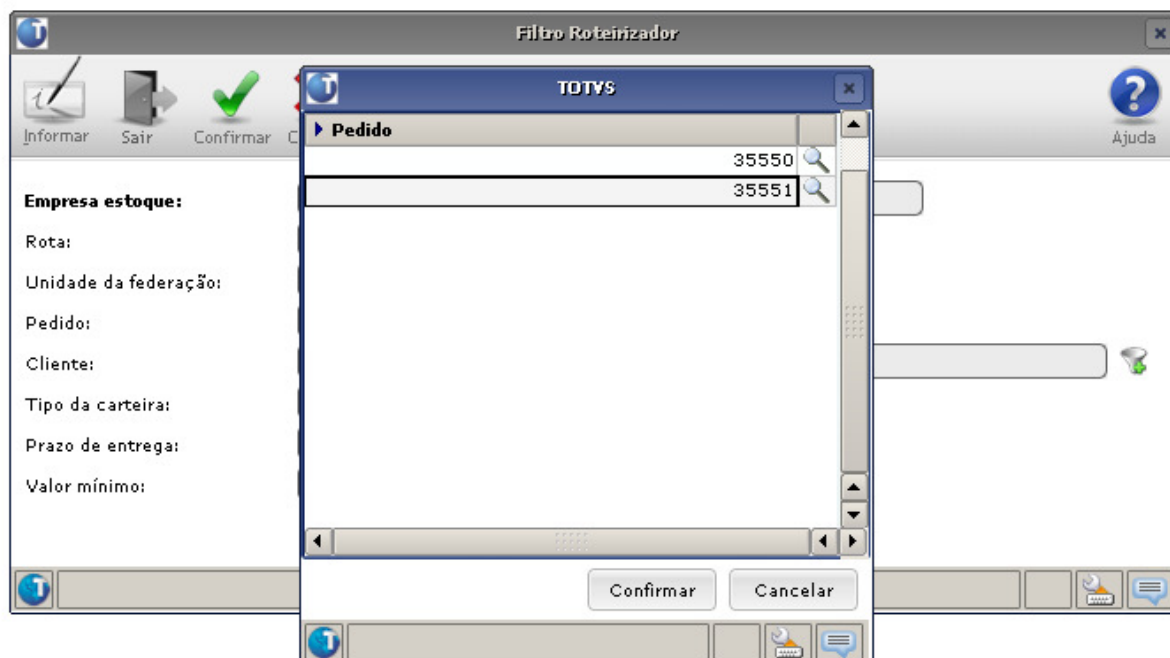 Filtro Roteirizador
Informar Sair Confirmar C
Ajuda
TOTVS
Pedido
35550
35551
Empresa estoque:
Rota:
Unidade da federação:
Pedido:
Cliente:
Tipo da carteira:
Prazo de entrega:
Valor mínimo:
Confirmar Cancelar